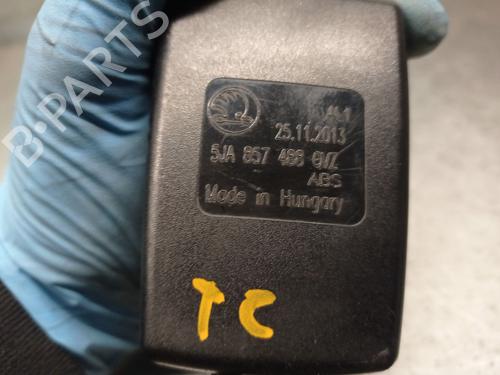 25.11.2013
5JA 857 488 GVZ
ABS
Made in Hungary
TC
B-PARTS